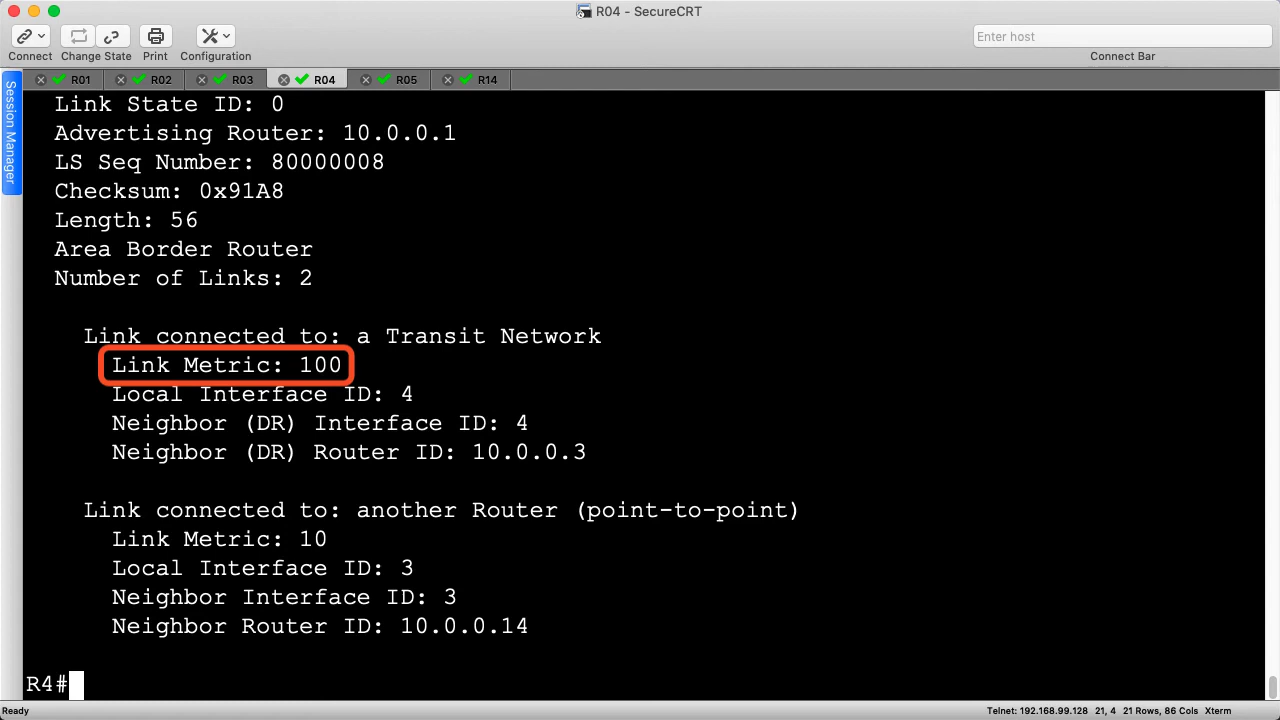 R04 - SecureCRT
Enter host
Connect Change State Print Configuration Connect Bar
R01 R02 R03 R04 R05 R14
Session Manager
Link State ID: 0
Advertising Router: 10.0.0.1
LS Seq Number: 80000008
Checksum: 0x91A8
Length: 56
Area Border Router
Number of Links: 2
Link connected to: a Transit Network
Link Metric: 100
Local Interface ID: 4
Neighbor (DR) Interface ID: 4
Neighbor (DR) Router ID: 10.0.0.3
Link connected to: another Router (point-to-point)
Link Metric: 10
Local Interface ID: 3
Neighbor Interface ID: 3
Neighbor Router ID: 10.0.0.14
R4#
Ready Telnet: 192.168.99.128 21, 4 21 Rows, 86 Cols Xterm